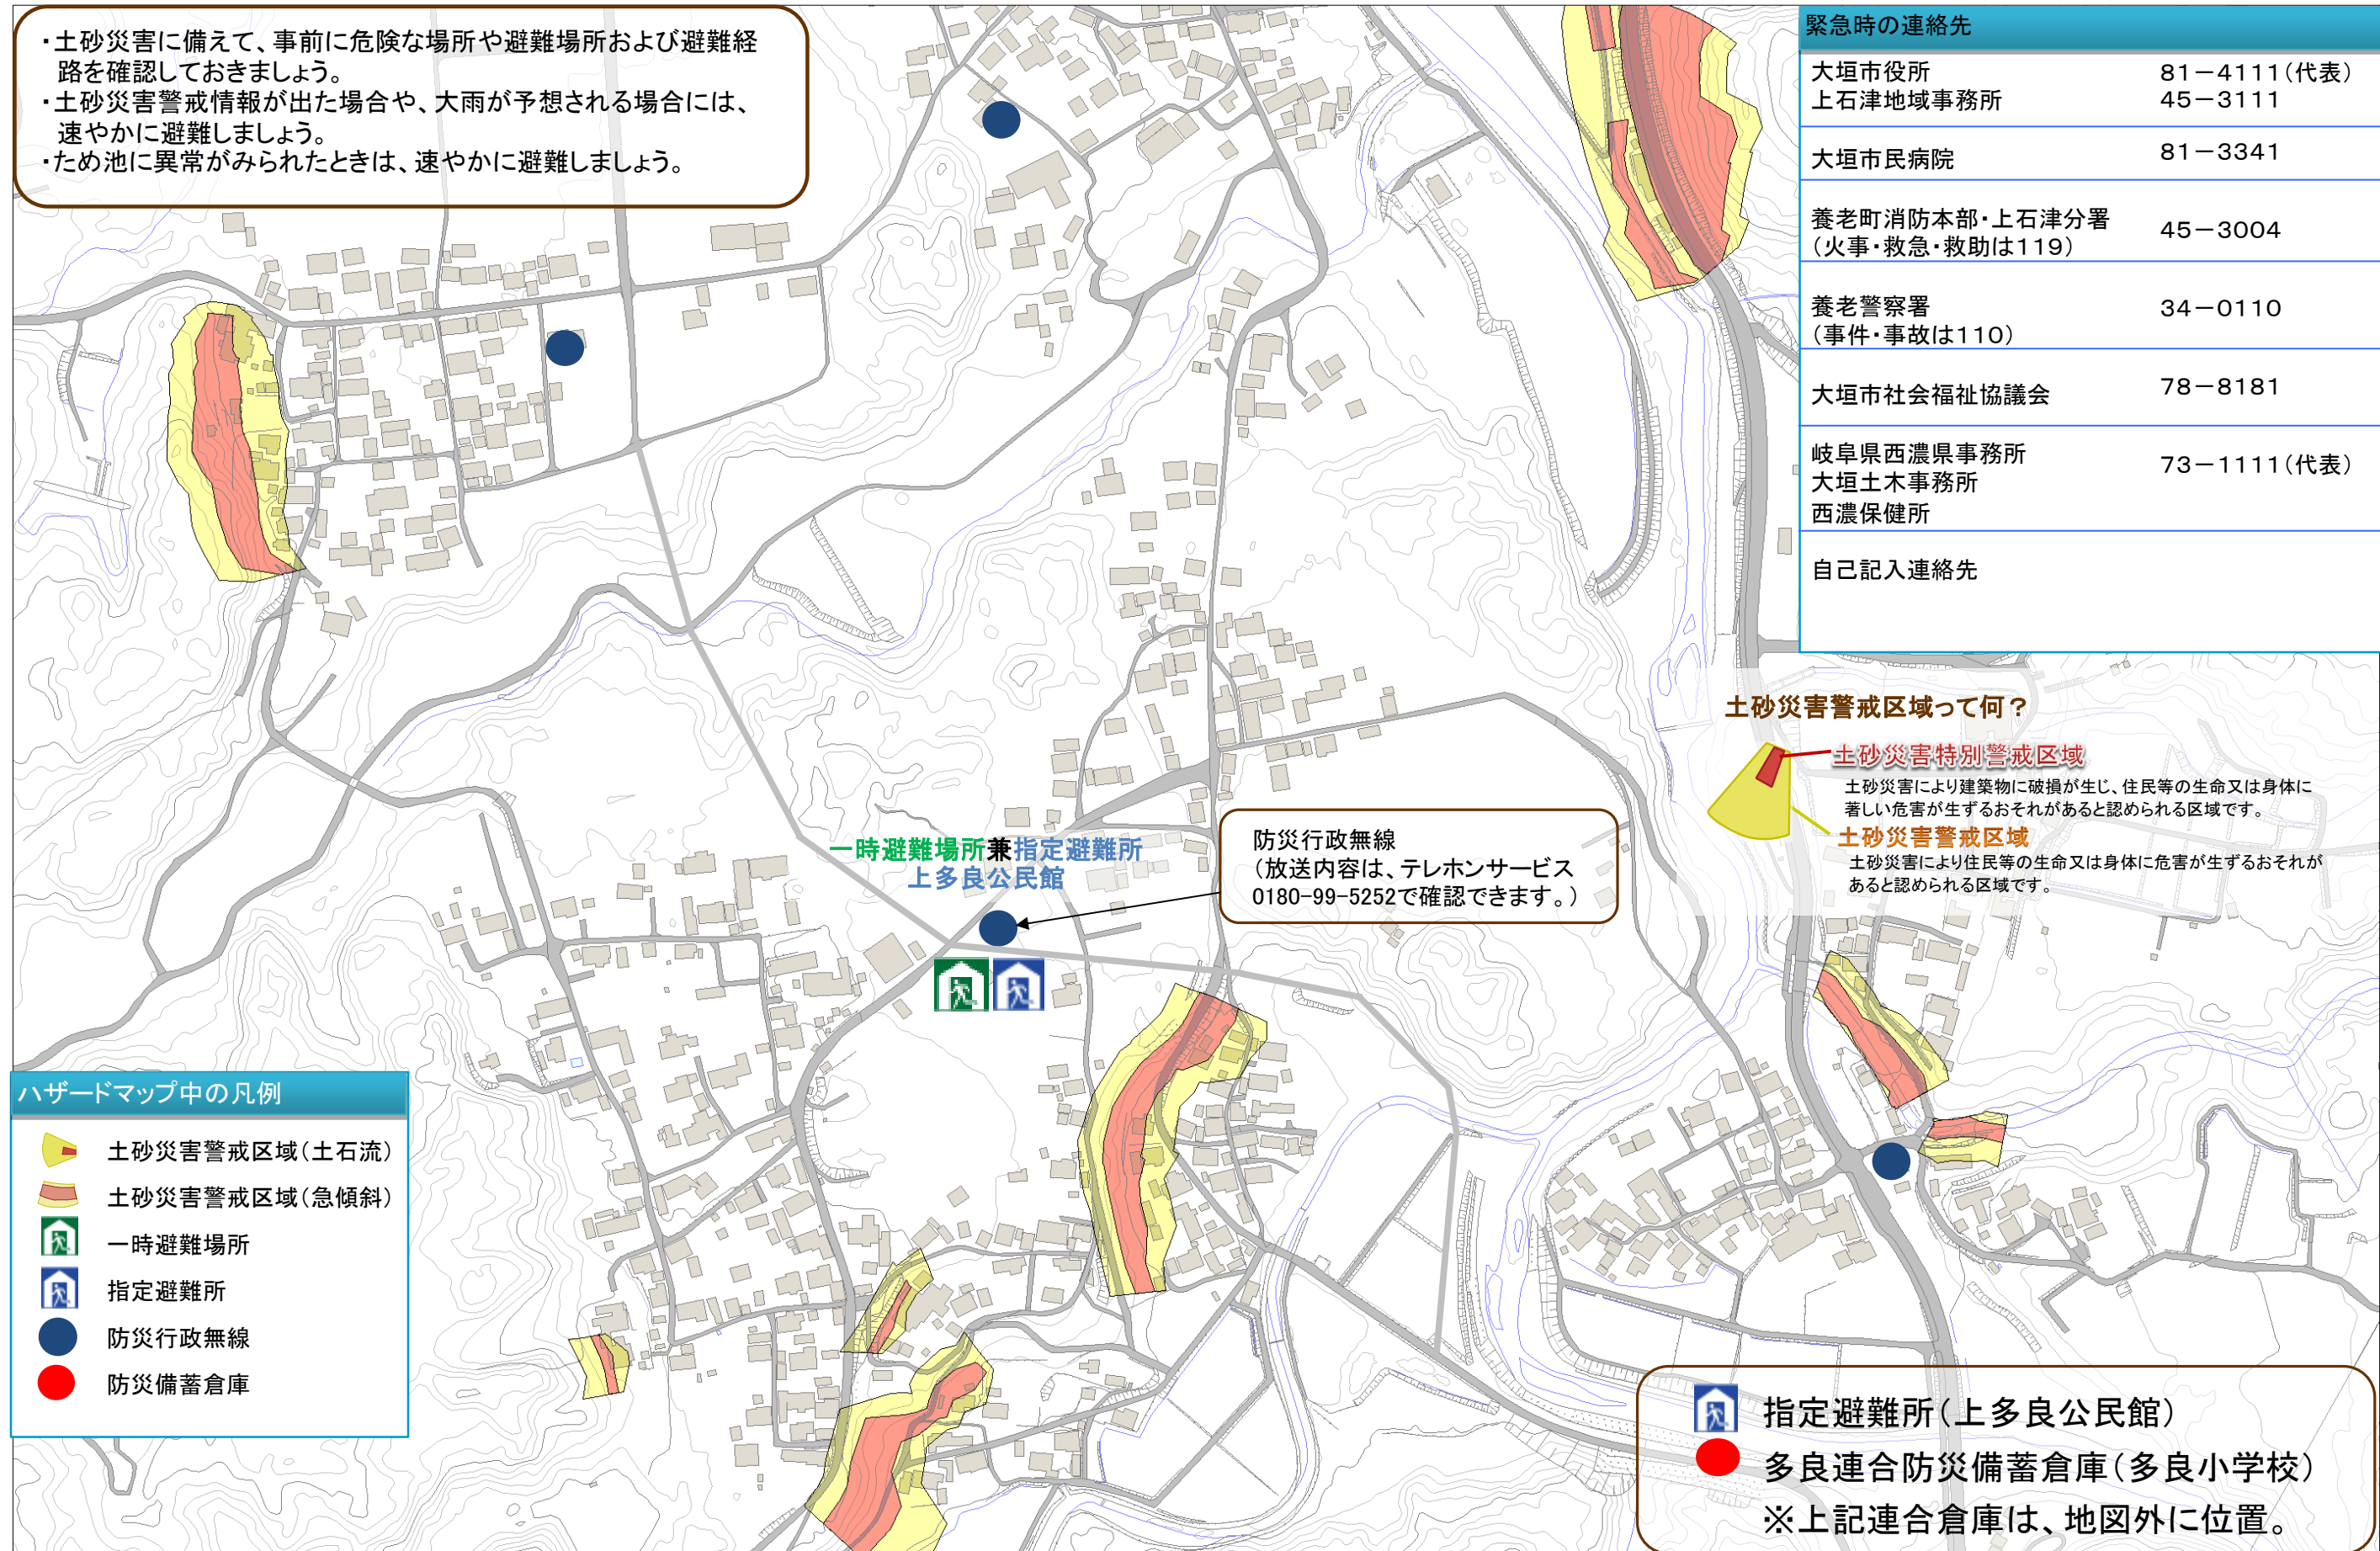 ・土砂災害に備えて、事前に危険な場所や避難場所および避難経
路を確認しておきましょう。
・土砂災害警戒情報が出た場合や、大雨が予想される場合には、
速やかに避難しましょう。
・ため池に異常がみられたときは、速やかに避難しましょう。
緊急時の連絡先
大垣市役所 81－4111（代表）
上石津地域事務所 45－3111
大垣市民病院 81－3341
養老町消防本部・上石津分署 45－3004
（火事・救急・救助は119）
養老警察署 34－0110
（事件・事故は110）
大垣市社会福祉協議会 78－8181
岐阜県西濃県事務所 73－1111（代表）
大垣土木事務所
西濃保健所
自己記入連絡先
土砂災害警戒区域って何？
土砂災害特別警戒区域
土砂災害により建築物に破損が生じ、住民等の生命又は身体に
著しい危害が生ずるおそれがあると認められる区域です。
土砂災害警戒区域
土砂災害により住民等の生命又は身体に危害が生ずるおそれが
あると認められる区域です。
一時避難場所兼指定避難所
上多良公民館
防災行政無線
（放送内容は、テレホンサービス
0180-99-5252で確認できます。）
ハザードマップ中の凡例
土砂災害警戒区域（土石流）
土砂災害警戒区域（急傾斜）
一時避難場所
指定避難所
防災行政無線
防災備蓄倉庫
指定避難所（上多良公民館）
多良連合防災備蓄倉庫（多良小学校）
※上記連合倉庫は、地図外に位置。